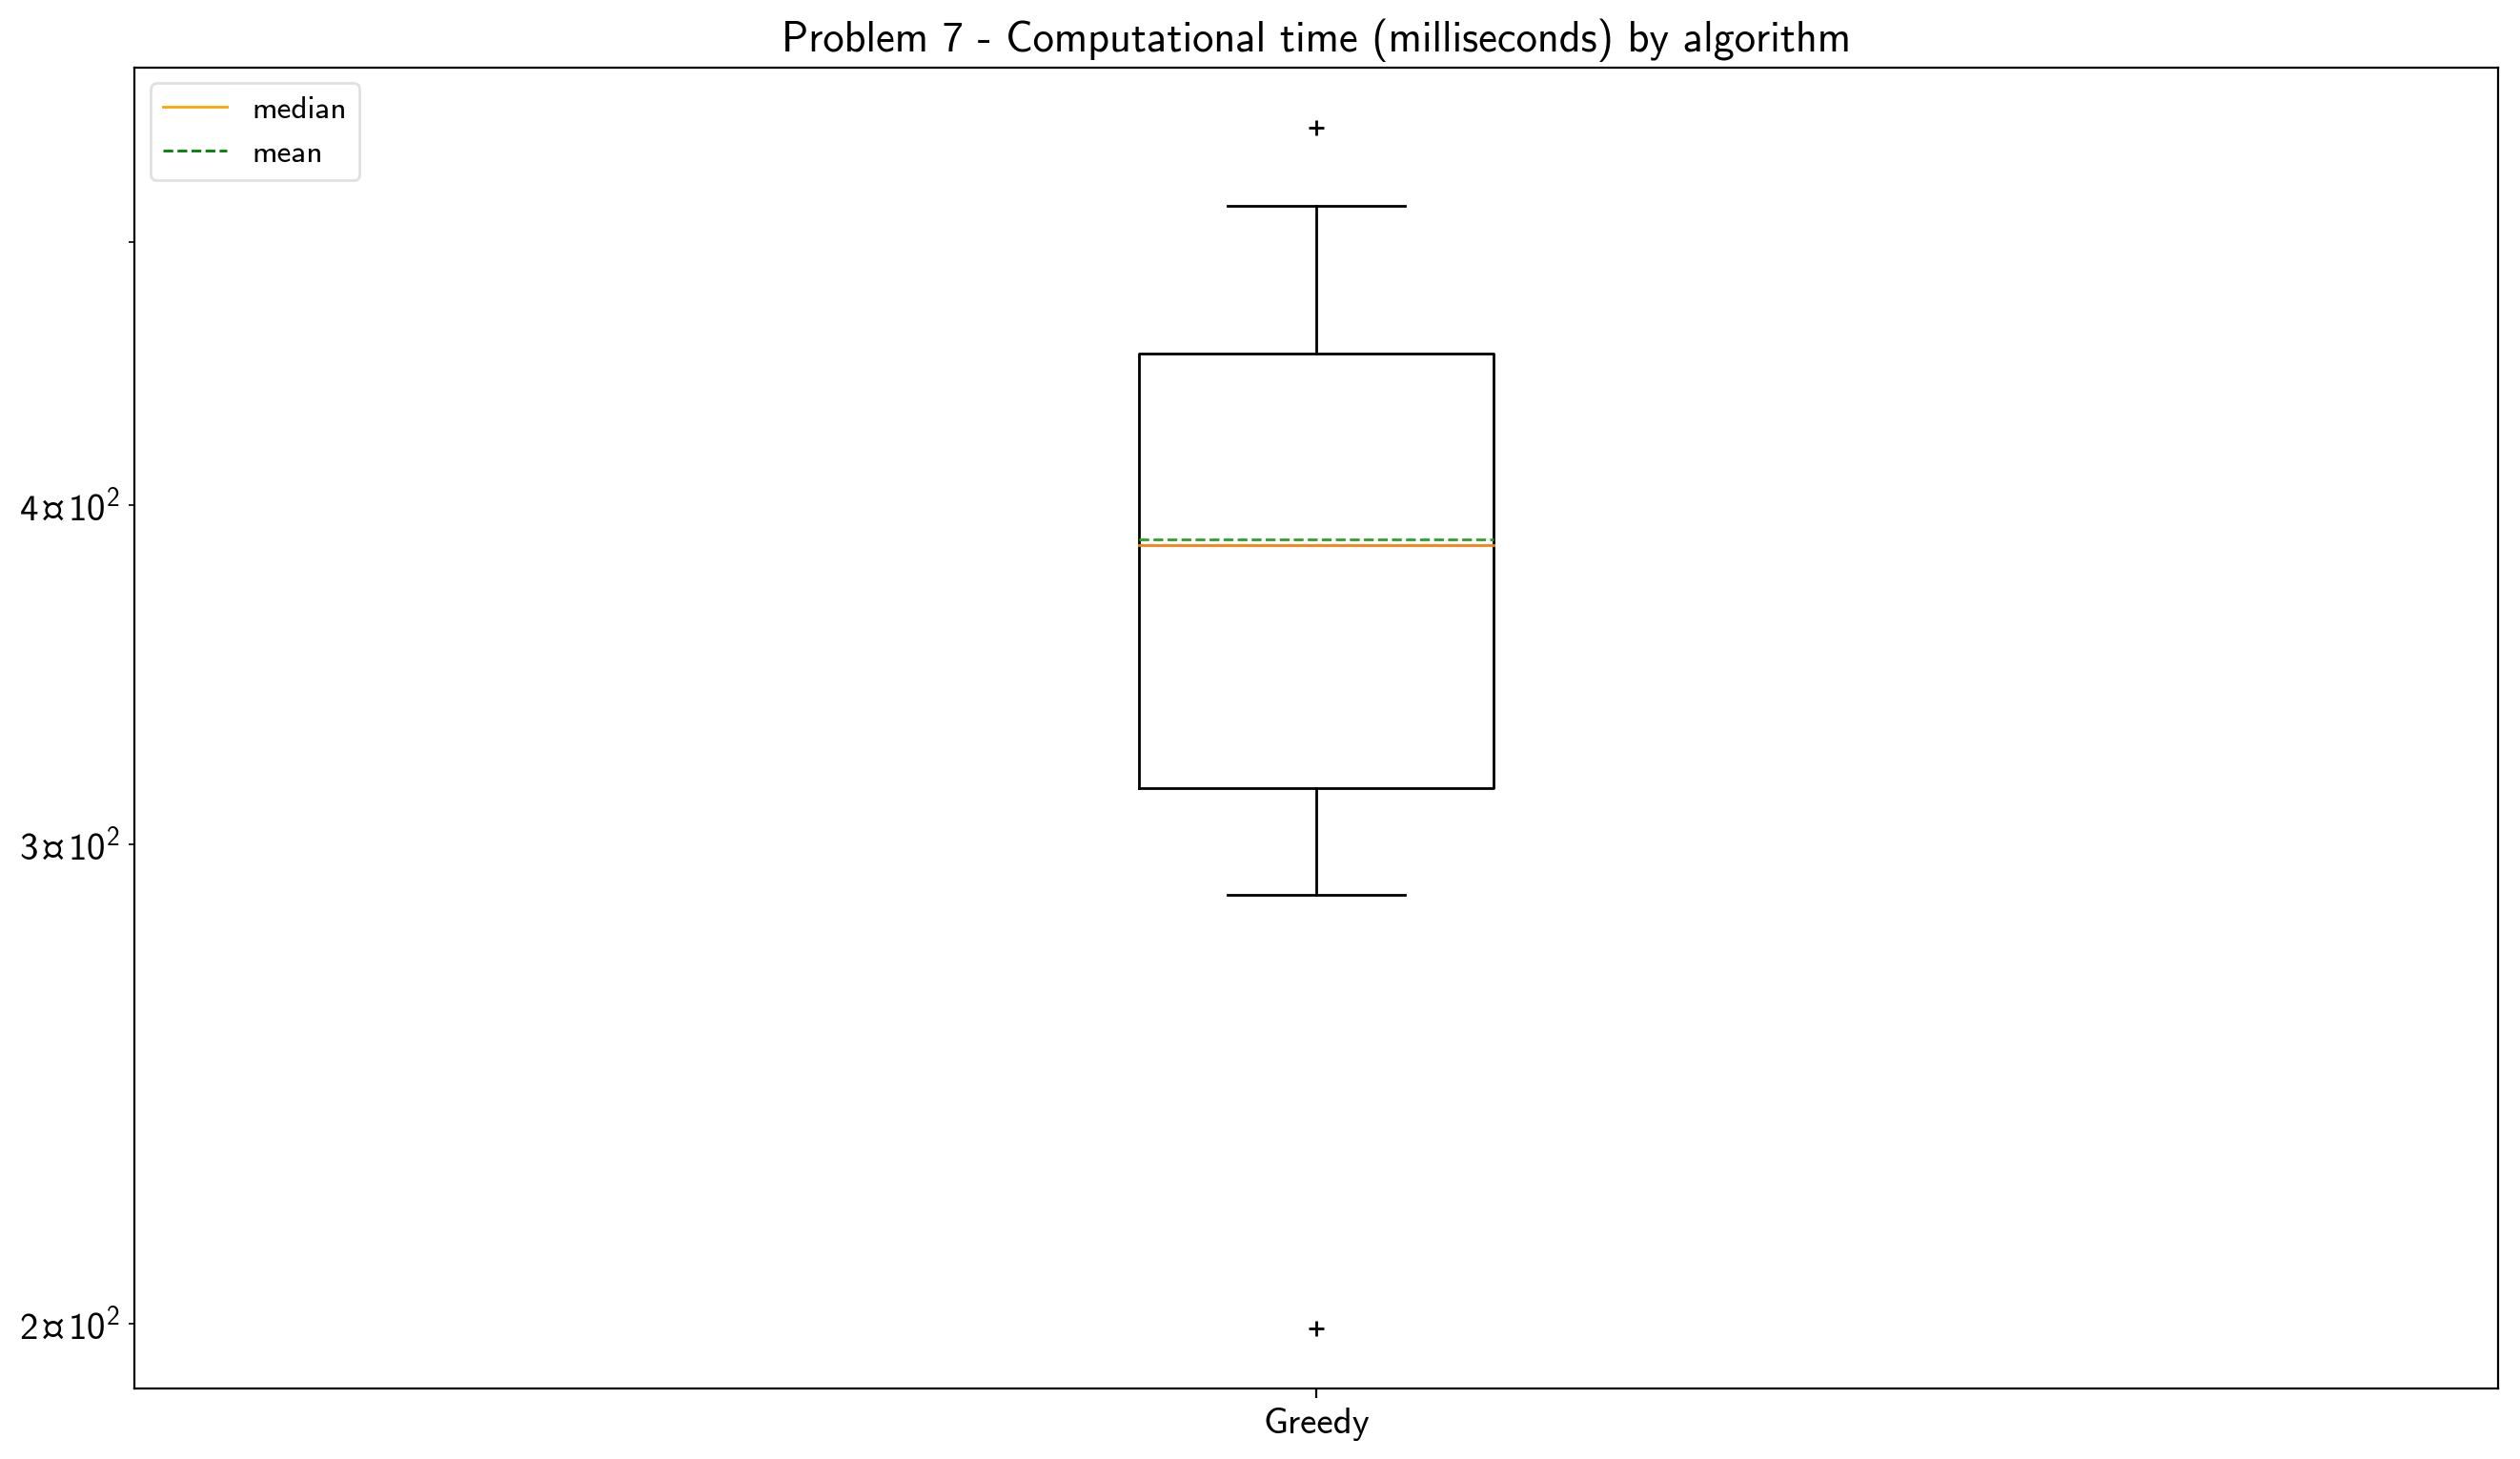 Problem 7 - Computational time (milliseconds) by algorithm
median
mean
4¤10²
3¤10²
2¤10²
Greedy